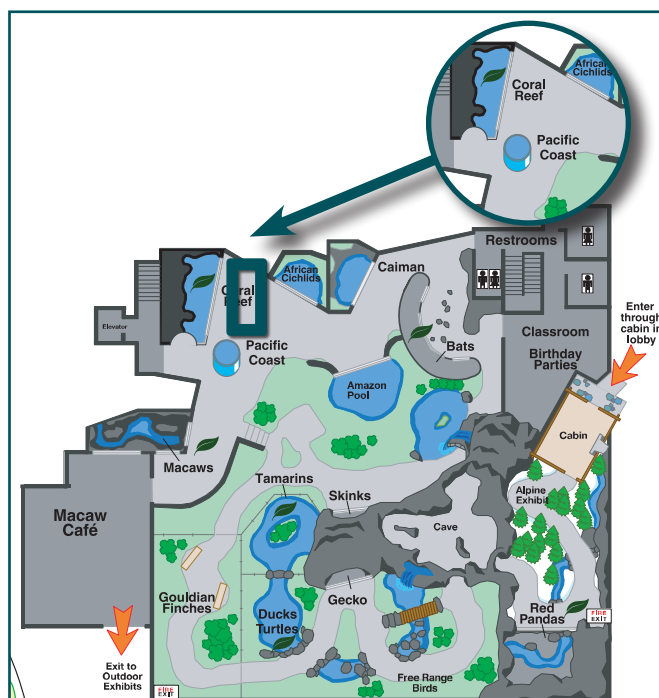 African
Cichlids
Coral
Reef
Pacific
Coast
Restrooms
African
Cichlids
Caiman
Coral
Reef
Elevator
Classroom
Enter
through
cabin in
lobby
Pacific
Coast
Bats
Birthday
Parties
Amazon
Pool
Cabin
Macaws
Tamarins
Skinks
Alpine
Exhibit
Macaw
Café
Cave
Gouldian
Finches
Gecko
Ducks
Turtles
Red
Pandas
FIRE
EXIT
Exit to
Outdoor
Exhibits
Free Range
Birds
FIRE
EXIT